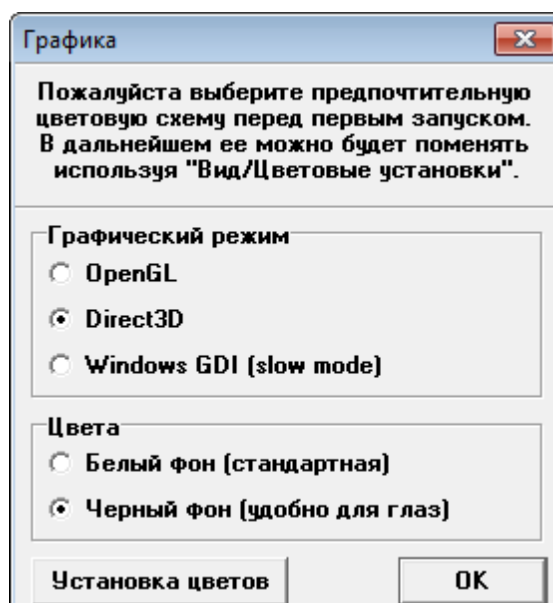 Графика
Пожалуйста выберите предпочтительную
цветовую схему перед первым запуском.
В дальнейшем ее можно будет поменять
используя "Вид/Цветовые установки".
Графический режим
OpenGL
Direct3D
Windows GDI (slow mode)
Цвета
Белый фон (стандартная)
Черный фон (удобно для глаз)
Установка цветов
OK